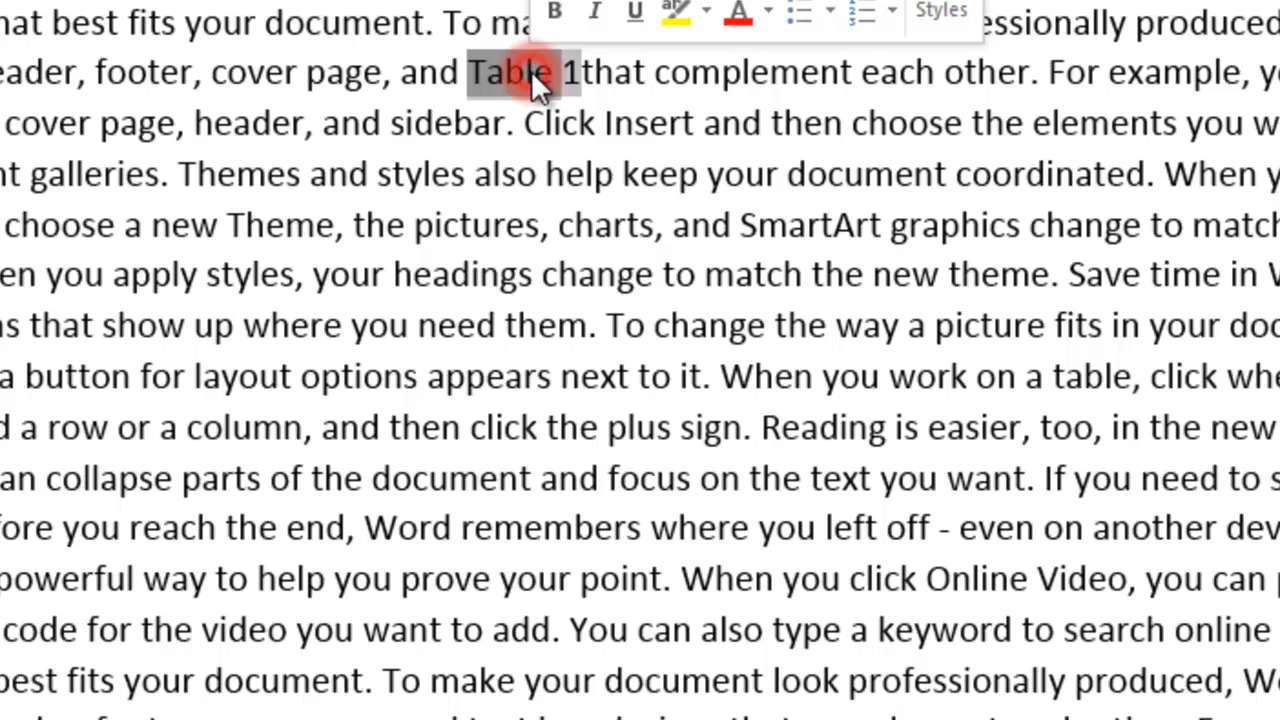 hat best fits your document. To ma B I U A Styles essionally produced
eader, footer, cover page, and Table 1that complement each other. For example, y
cover page, header, and sidebar. Click Insert and then choose the elements you w
nt galleries. Themes and styles also help keep your document coordinated. When y
choose a new Theme, the pictures, charts, and SmartArt graphics change to match
en you apply styles, your headings change to match the new theme. Save time in W
ns that show up where you need them. To change the way a picture fits in your doc
a button for layout options appears next to it. When you work on a table, click whe
d a row or a column, and then click the plus sign. Reading is easier, too, in the new
an collapse parts of the document and focus on the text you want. If you need to s
fore you reach the end, Word remembers where you left off - even on another dev
powerful way to help you prove your point. When you click Online Video, you can p
code for the video you want to add. You can also type a keyword to search online
best fits your document. To make your document look professionally produced, Wo